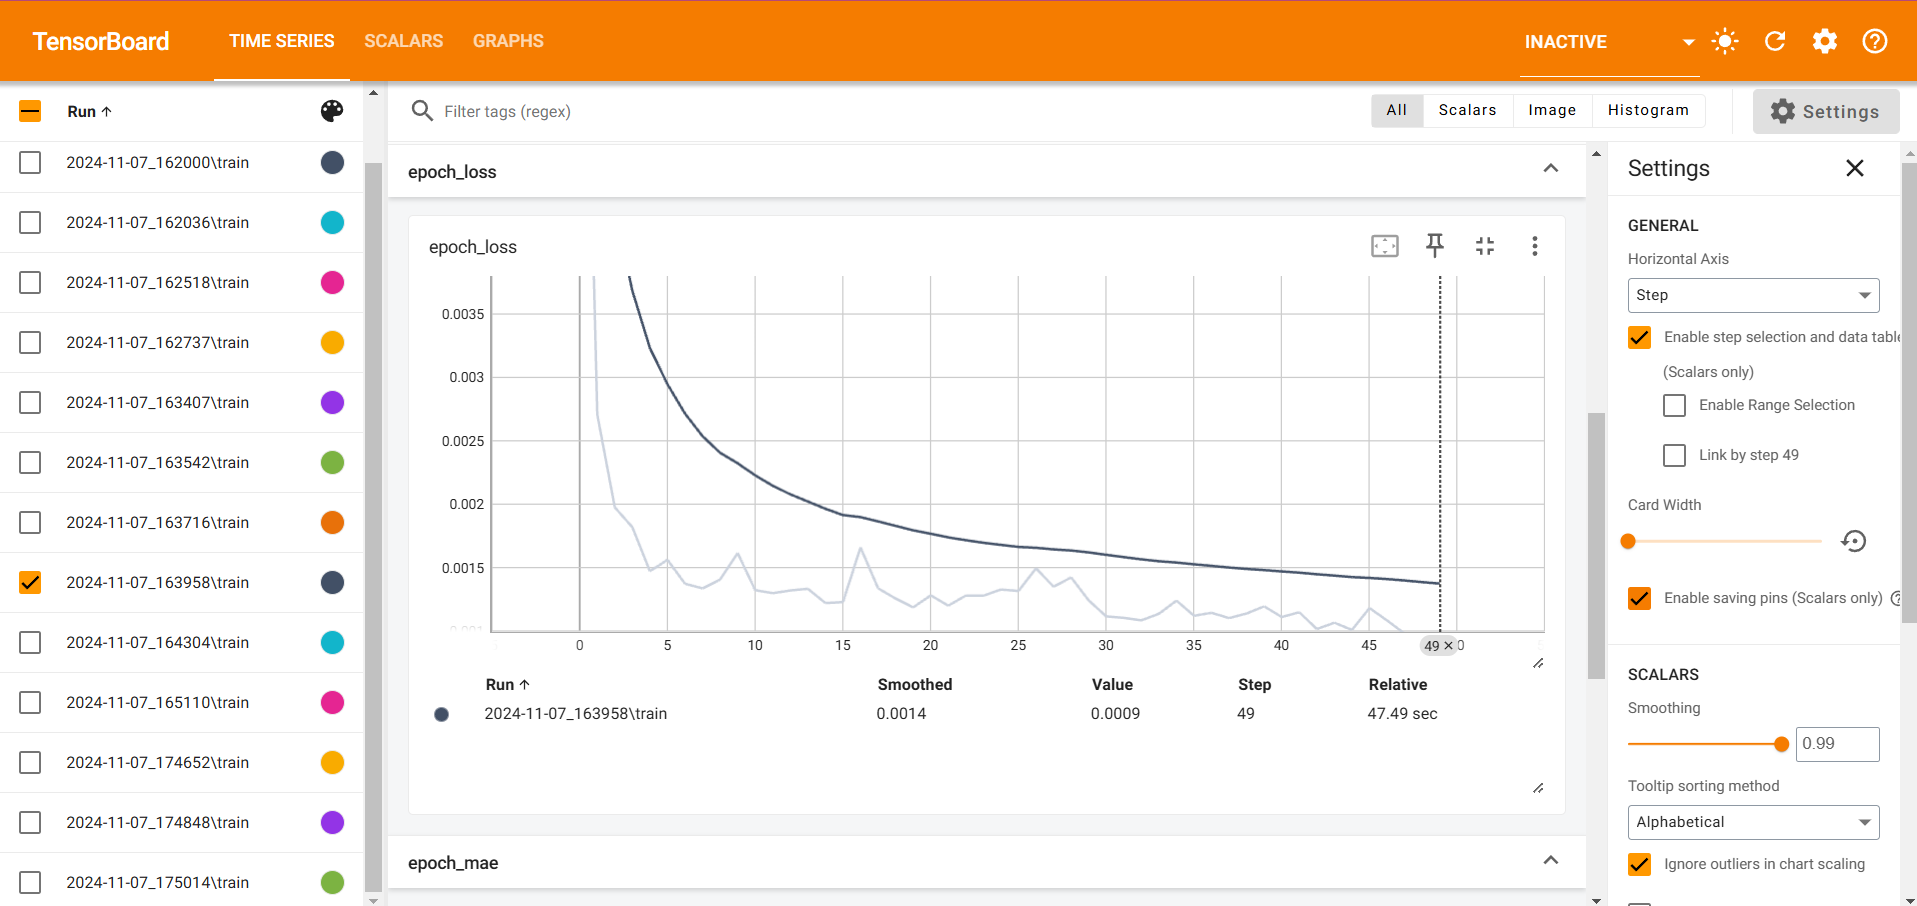 TensorBoard
TIME SERIES
SCALARS
GRAPHS
INACTIVE
Run
2024-11-07_162000\train
2024-11-07_162036\train
2024-11-07_162518\train
2024-11-07_162737\train
2024-11-07_163407\train
2024-11-07_163542\train
2024-11-07_163716\train
2024-11-07_163958\train
2024-11-07_164304\train
2024-11-07_165110\train
2024-11-07_174652\train
2024-11-07_174848\train
2024-11-07_175014\train
Filter tags (regex)
All Scalars Image Histogram
Settings
epoch_loss
epoch_loss
0.0035
0.003
0.0025
0.002
0.0015
0.001
0 5 10 15 20 25 30 35 40 45 49 × 0
Run Smoothed Value Step Relative
2024-11-07_163958\train 0.0014 0.0009 49 47.49 sec
epoch_mae
Settings
GENERAL
Horizontal Axis
Step
Enable step selection and data table
(Scalars only)
Enable Range Selection
Link by step 49
Card Width
Enable saving pins (Scalars only)
SCALARS
Smoothing
0.99
Tooltip sorting method
Alphabetical
Ignore outliers in chart scaling